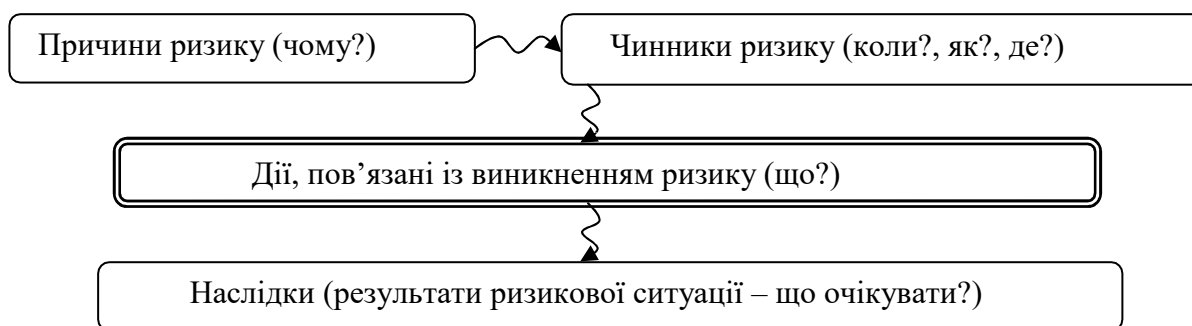 Причини ризику (чому?)
Чинники ризику (коли?, як?, де?)
Дії, пов’язані із виникненням ризику (що?)
Наслідки (результати ризикової ситуації – що очікувати?)